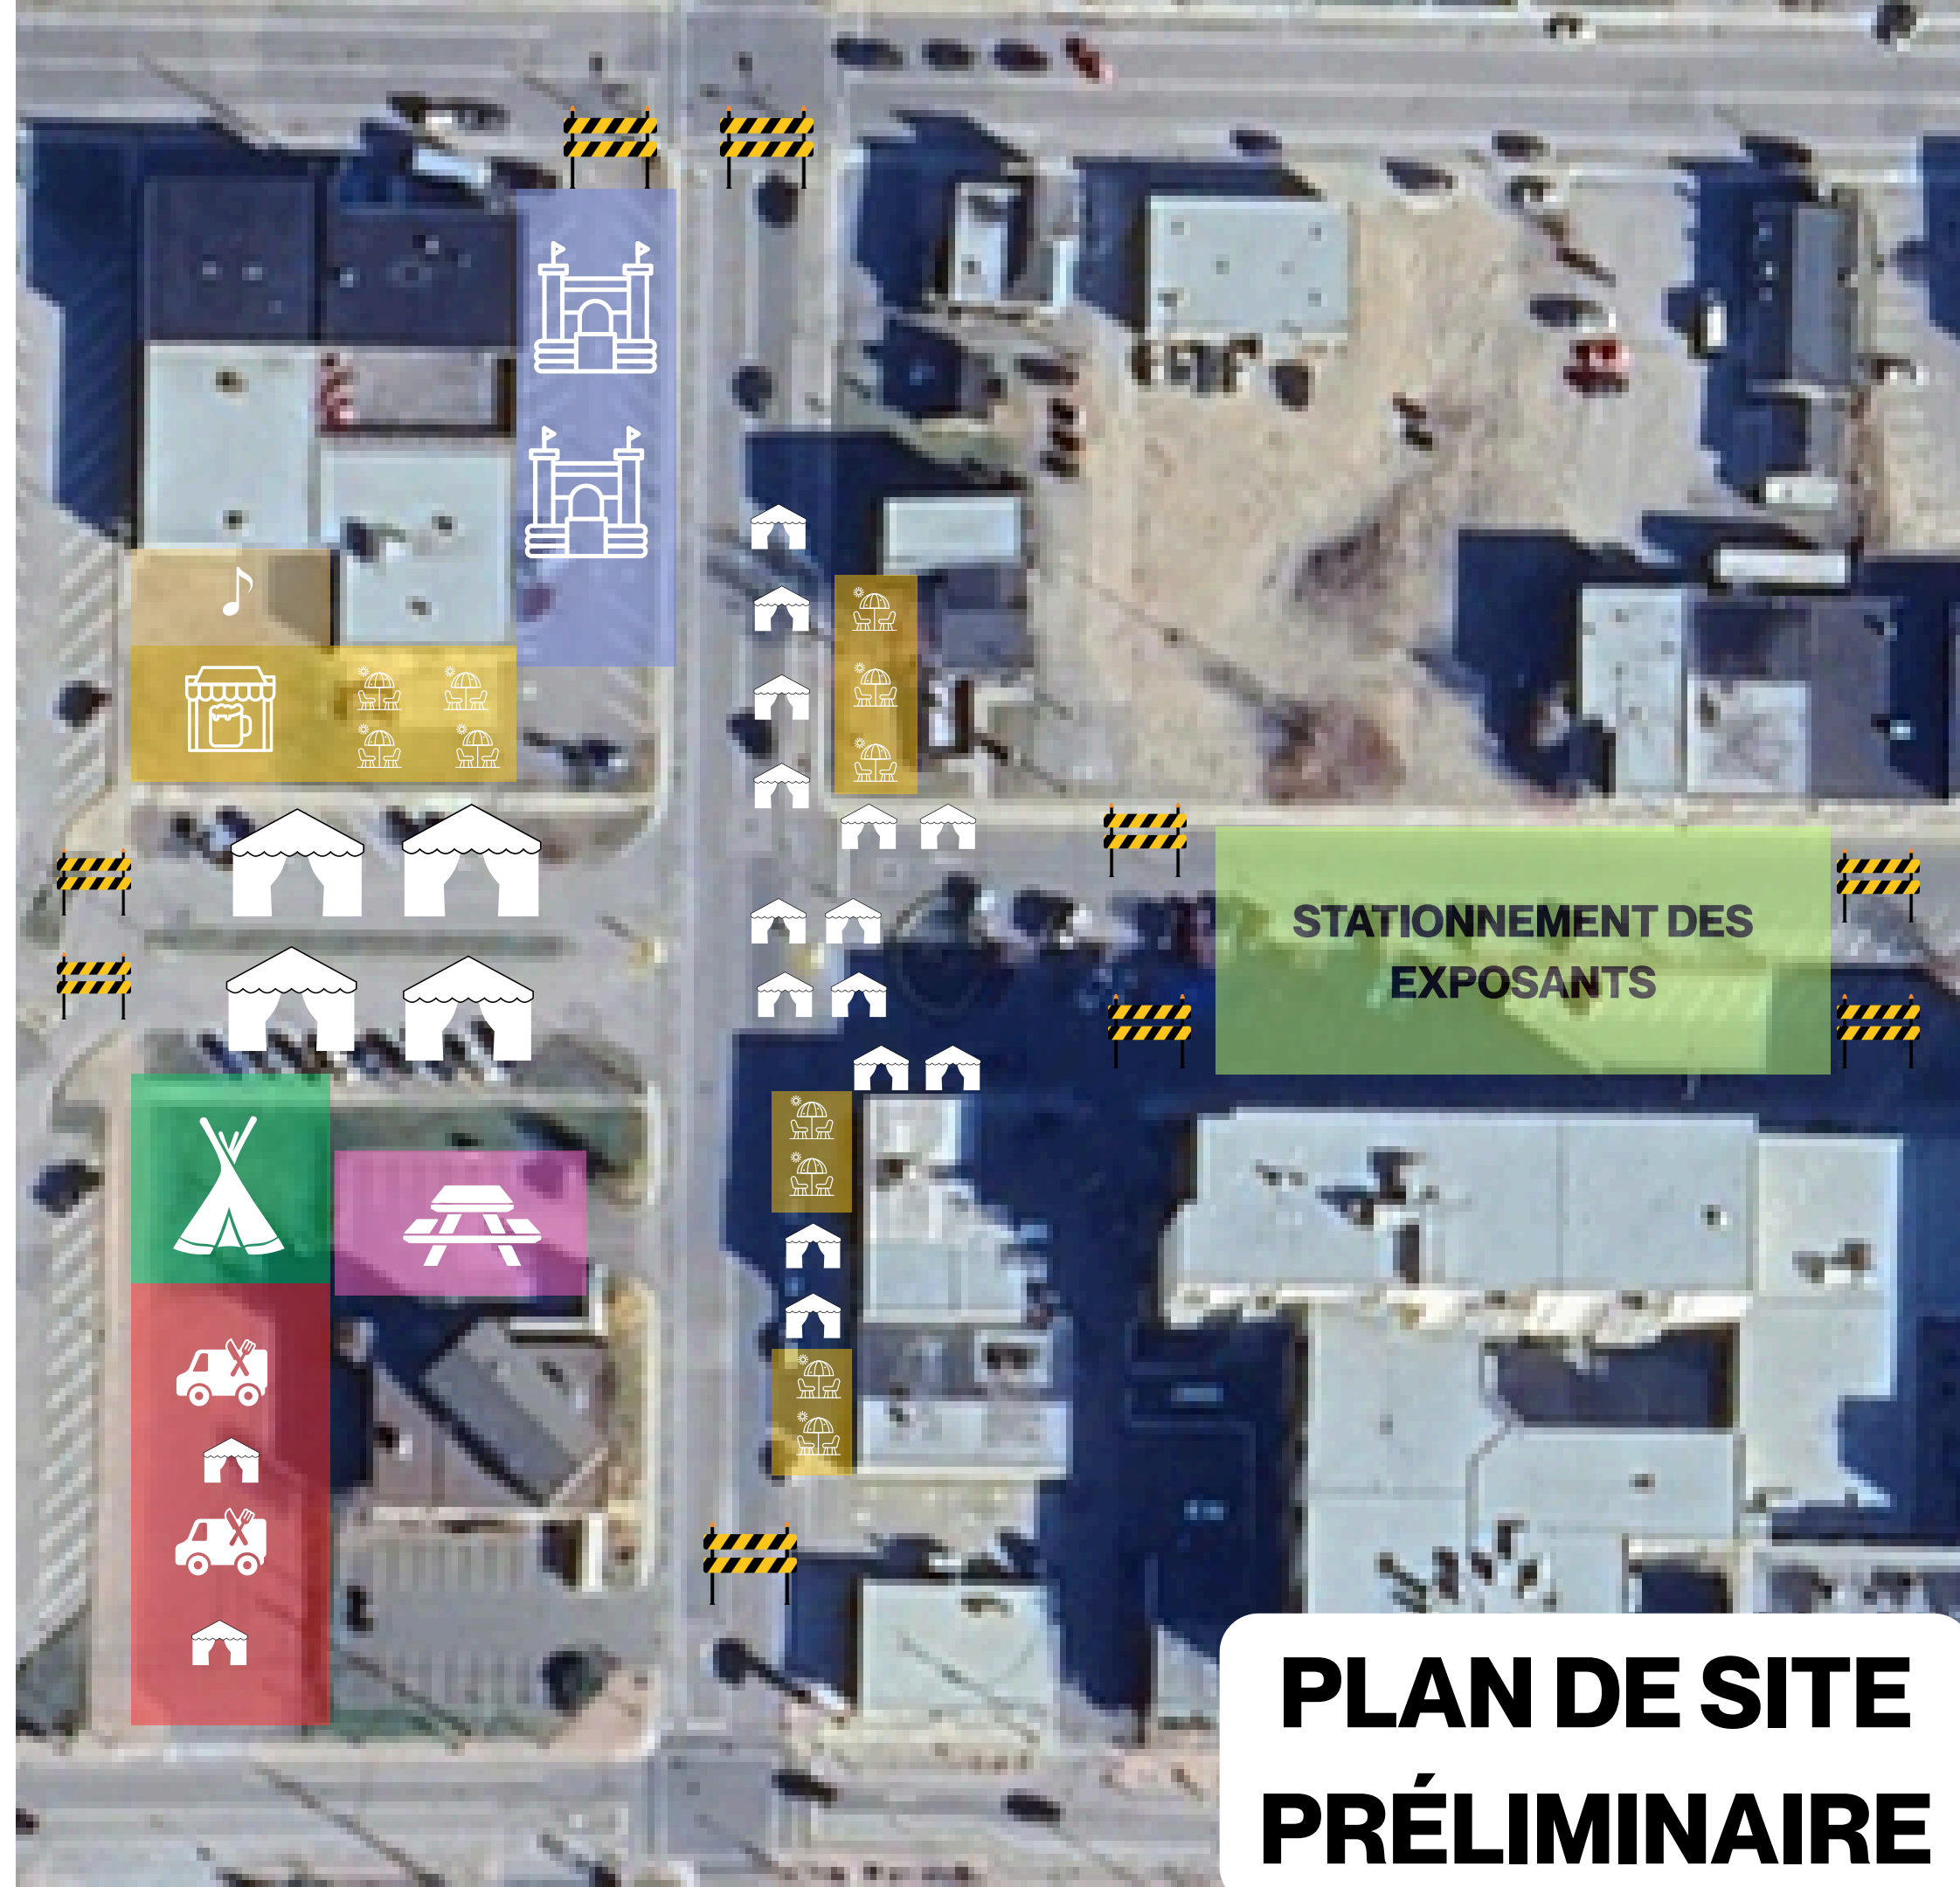 STATIONNEMENT DES
EXPOSANTS
PLAN DE SITE
PRÉLIMINAIRE